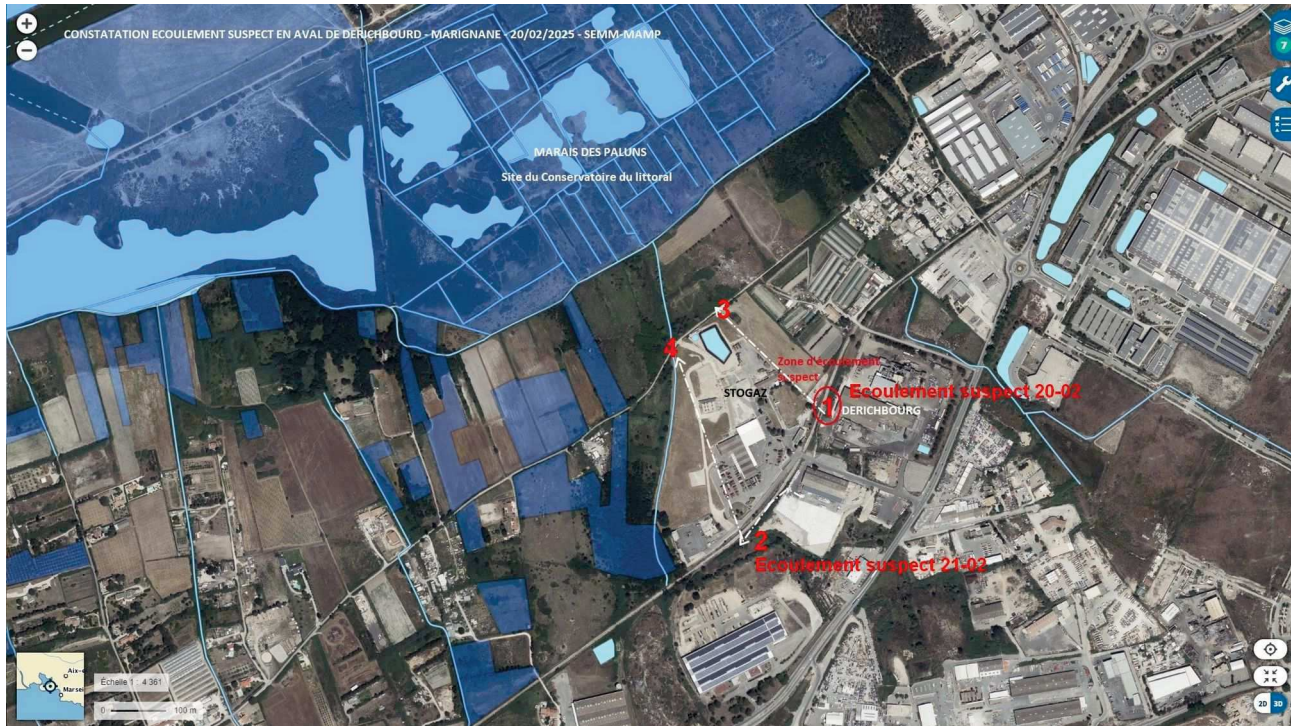 CONSTATATION ECOULEMENT SUSPECT EN AVAL DE DERICHBOURD - MARIGNANE - 20/02/2025 - SEMM-MAMP
7
MARAIS DES PALUNS
Site du Conservatoire du littoral
3
4
Zone d'écoulement
suspect
STOGAZ
1
Ecoulement suspect 20-02
DERICHBOURG
2
Ecoulement suspect 21-02
Aix-e
Marsei
Échelle 1 : 4 361
0
100 m
2D
3D